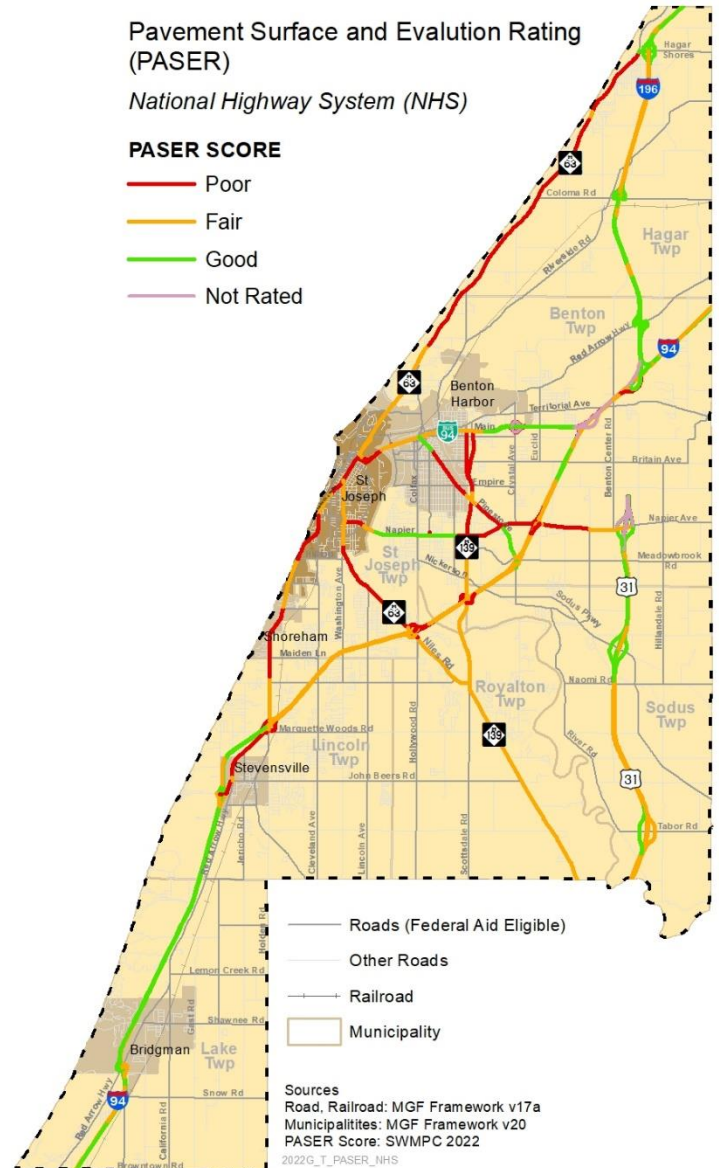 Pavement Surface and Evalution Rating
(PASER)
National Highway System (NHS)
PASER SCORE
Poor
Fair
Good
Not Rated
Hagar
Shores
196
M
63
Coloma Rd
Hagar
Twp
Riverside Rd
Benton
Twp
Red Arrow Hwy
94
M
63
Benton
Harbor
Territorial Ave
94
Main
Euclid
Crystal Ave
Benton Center Rd
Britain Ave
St
Joseph
Colfax
Empire
Pipestone
Napier
Napier Ave
M
139
St
Joseph
Twp
Nickerson
Meadowbrook
Rd
31
Washington Ave
M
63
Sodus Pkwy
Hillandale Rd
Shoreham
Maiden Ln
Niles Rd
Royalton
Twp
Naomi Rd
Sodus
Twp
Marquette Woods Rd
Lincoln
Twp
Hollywood Rd
M
139
River Rd
Stevensville
John Beers Rd
31
Red Arrow Hwy
Jericho Rd
Cleveland Ave
Lincoln Ave
Scottsdale Rd
Tabor Rd
Holden Rd
Lemon Creek Rd
Gast Rd
Shawnee Rd
Bridgman
Lake
Twp
Red Arrow Hwy
94
Snow Rd
California Rd
Browntown Rd
Roads (Federal Aid Eligible)
Other Roads
Railroad
Municipality
Sources
Road, Railroad: MGF Framework v17a
Municipalitites: MGF Framework v20
PASER Score: SWMPC 2022
2022G_T_PASER_NHS